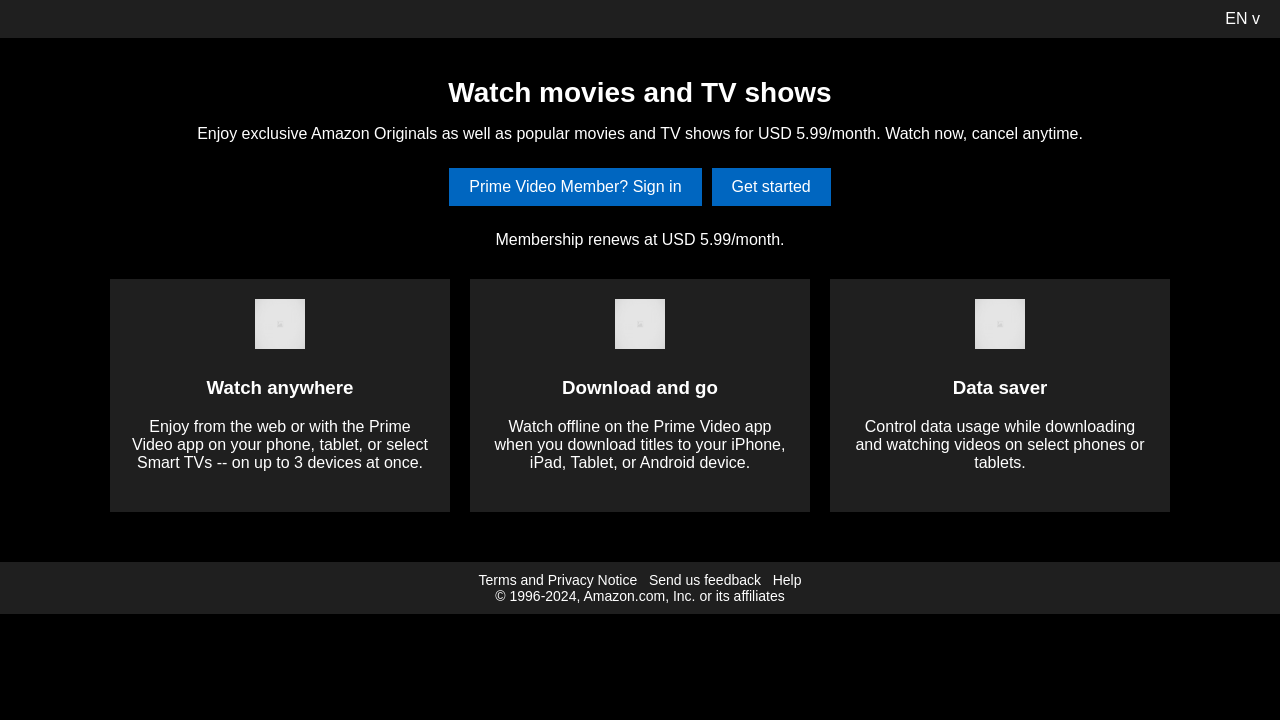 EN v
Watch movies and TV shows
Enjoy exclusive Amazon Originals as well as popular movies and TV shows for USD 5.99/month. Watch now, cancel anytime.
Prime Video Member? Sign in
Get started
Membership renews at USD 5.99/month.
Watch anywhere
Enjoy from the web or with the Prime
Video app on your phone, tablet, or select
Smart TVs -- on up to 3 devices at once.
Download and go
Watch offline on the Prime Video app
when you download titles to your iPhone,
iPad, Tablet, or Android device.
Data saver
Control data usage while downloading
and watching videos on select phones or
tablets.
Terms and Privacy Notice Send us feedback Help
© 1996-2024, Amazon.com, Inc. or its affiliates